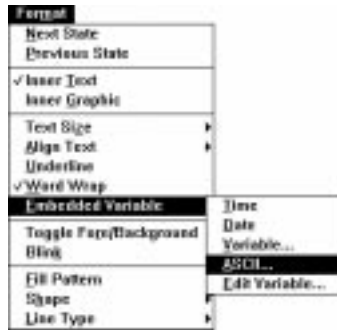 Format
Next State
Previous State
✓Inner Text
Inner Graphic
Text Size
Align Text
Underline
✓Word Wrap
Embedded Variable
Toggle Fore/Background
Blink
Fill Pattern
Shape
Line Type
Time
Date
Variable...
ASCII...
Edit Variable...